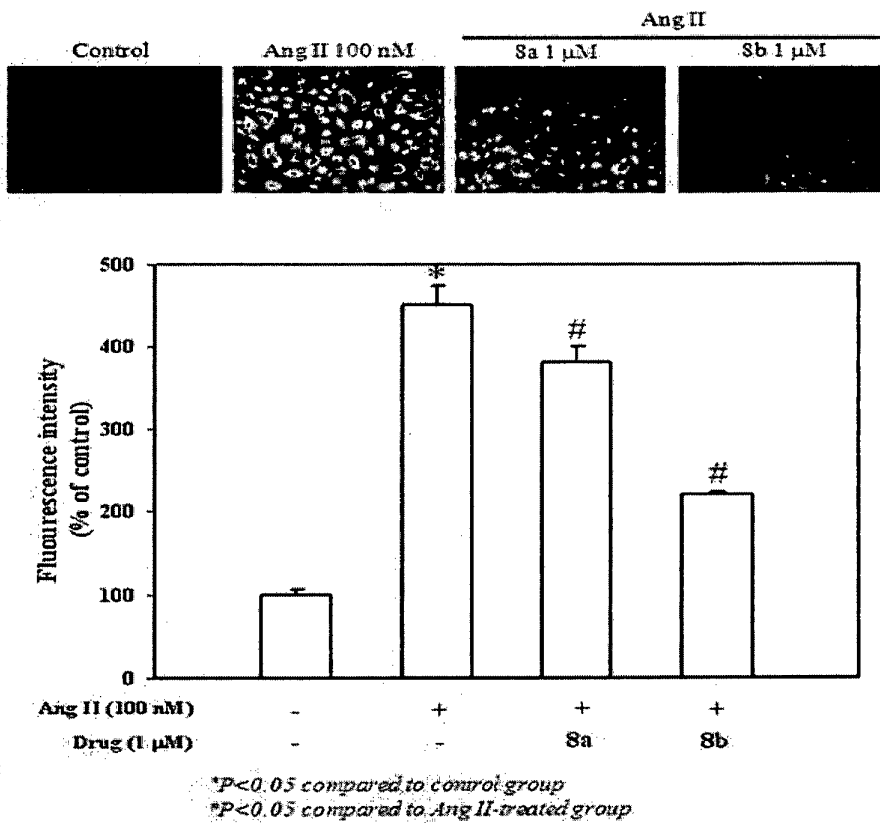 Ang II
Control Ang II 100 nM 8a 1 µM 8b 1 µM
Fluourescence intensity
(% of control)
500
400
300
200
100
0
*
#
#
Ang II (100 nM) - + + +
Drug (1 µM) - - 8a 8b
*P<0.05 compared to control group
*P<0.05 compared to Ang II-treated group